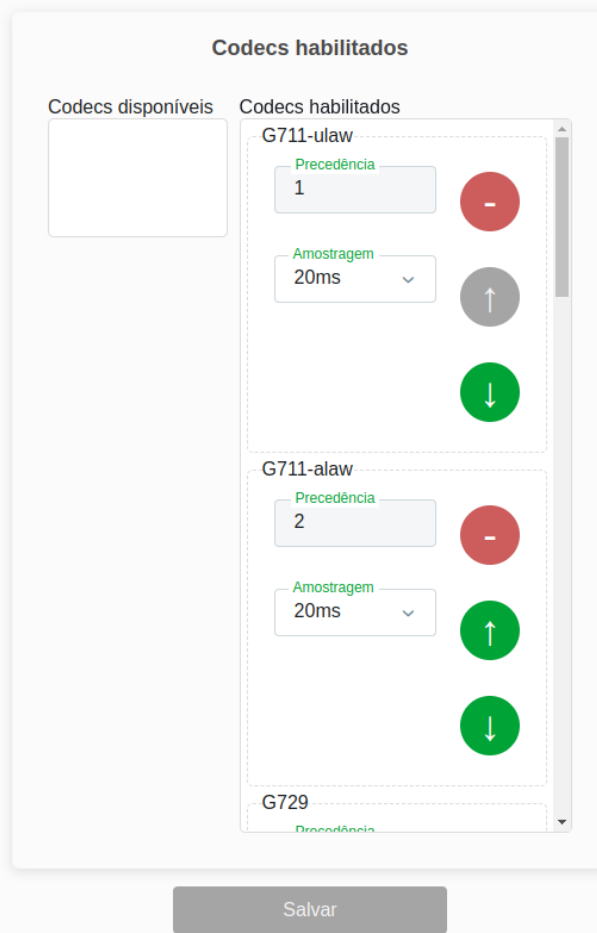 Codecs habilitados
Codecs disponíveis
Codecs habilitados
G711-ulaw
Precedência
1
-
Amostragem
20ms
↑
↓
G711-alaw
Precedência
2
-
Amostragem
20ms
↑
↓
G729
Precedência
Salvar